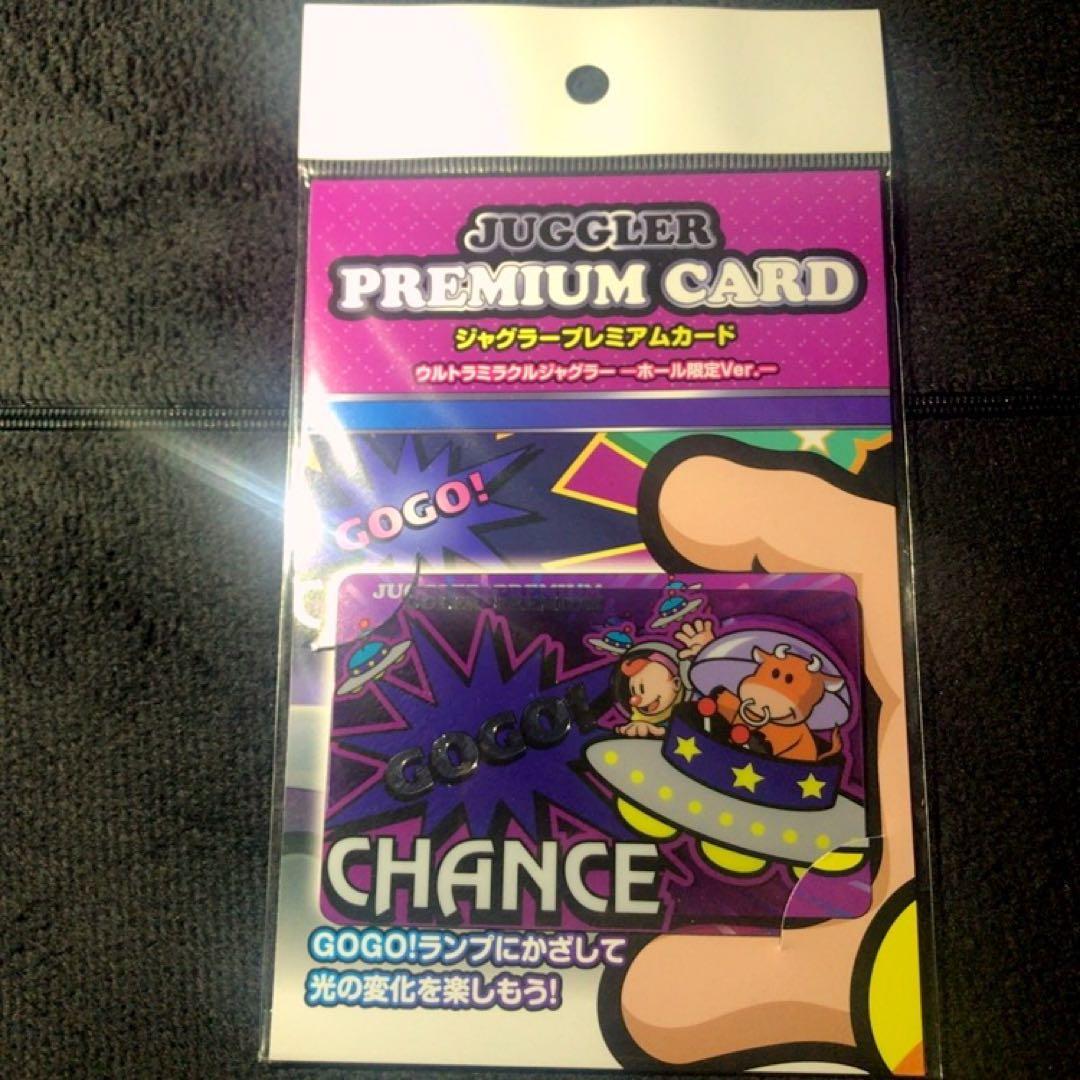 JUGGLER
PREMIUM CARD
ジャグラープレミアムカード
ウルトラミラクルジャグラー ーホール限定Ver.ー
GOGO!
JUGGLER PREMIUM
GOGO!
CHANCE
GOGO!ランプにかざして
光の変化を楽しもう!